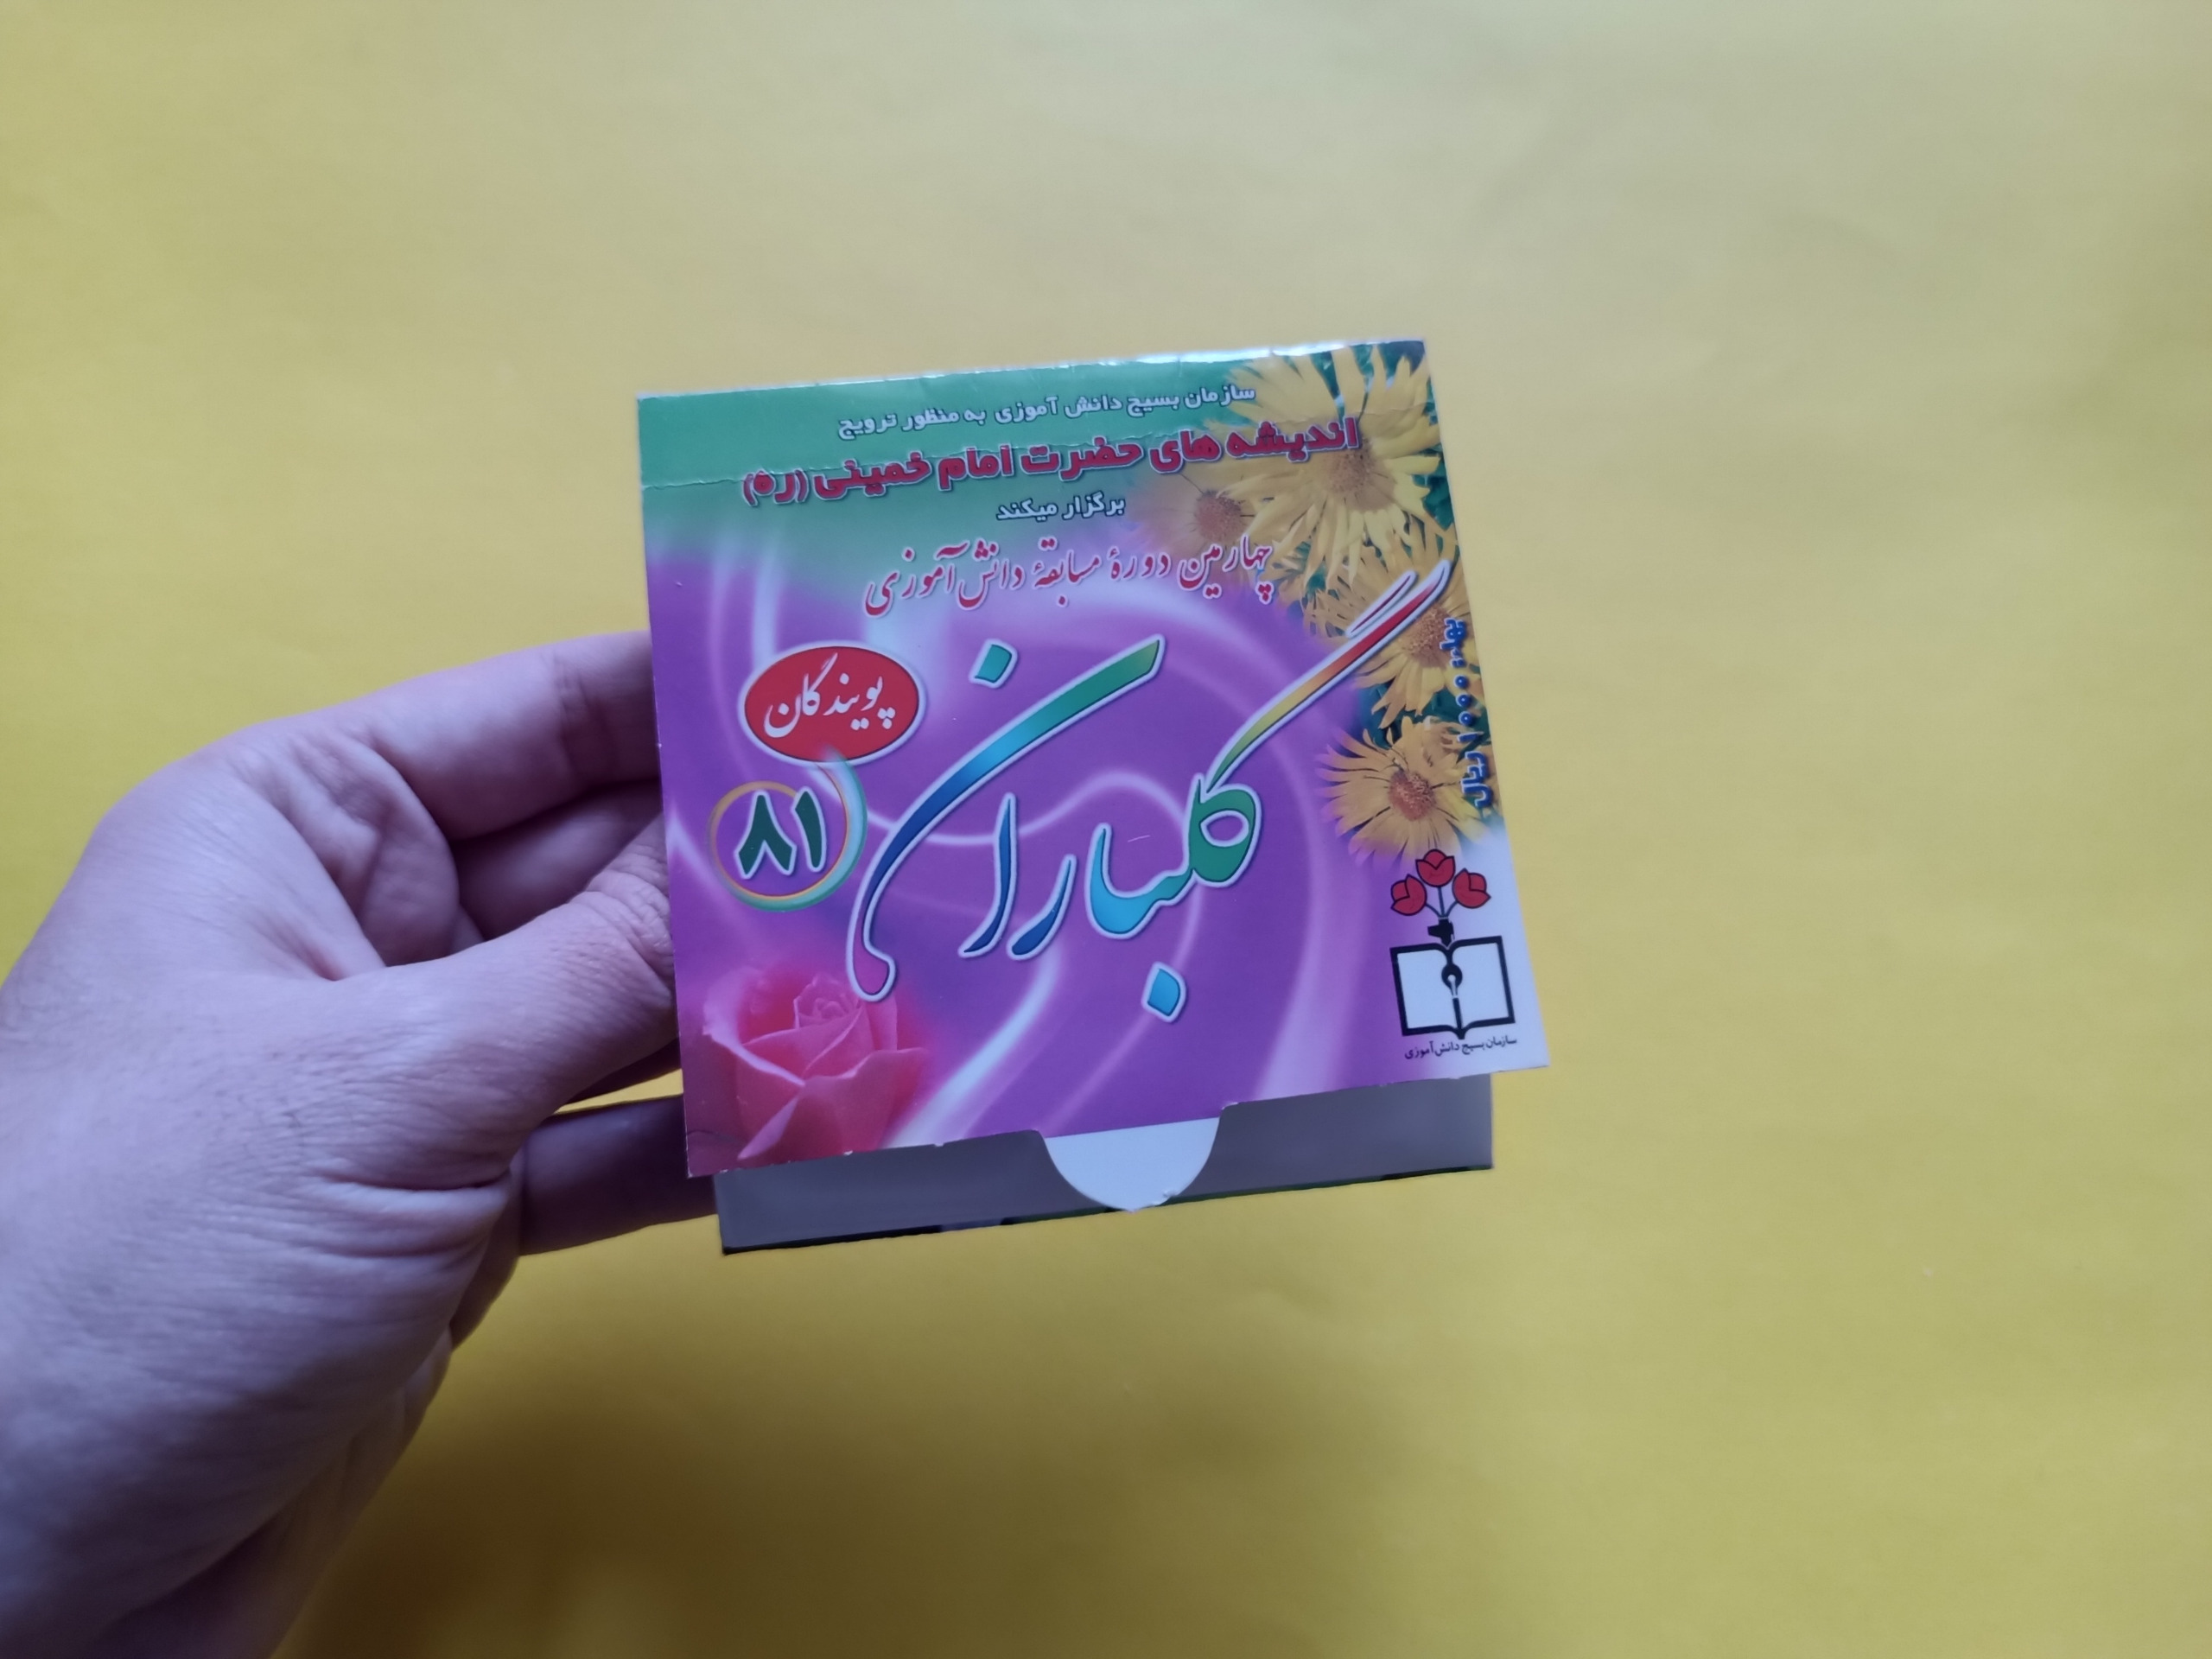 سازمان بسیج دانش آموزی به منظور ترویج
اندیشه های حضرت امام خمینی (ره)
برگزار میکند
چهارمین دورهٔ مسابقهٔ دانش آموزی
گلباران
پویندگان
۸۱
بها: ۱۰۰۰ ریال
سازمان بسیج دانش آموزی